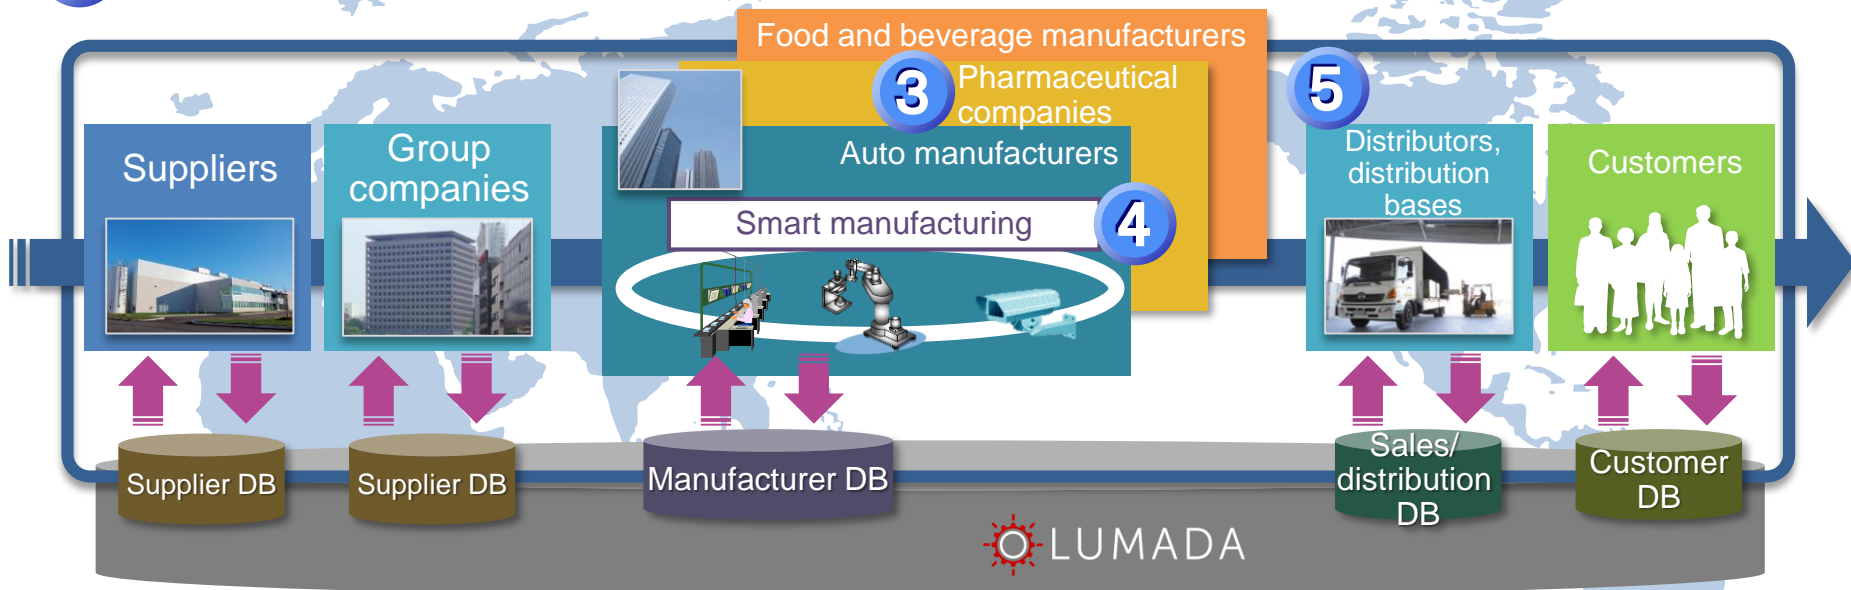 Food and beverage manufacturers
3
Pharmaceutical
companies
5
Suppliers
Group
companies
Auto manufacturers
Distributors,
distribution
bases
Customers
Smart manufacturing
4
Supplier DB
Supplier DB
Manufacturer DB
Sales/
distribution
DB
Customer
DB
LUMADA